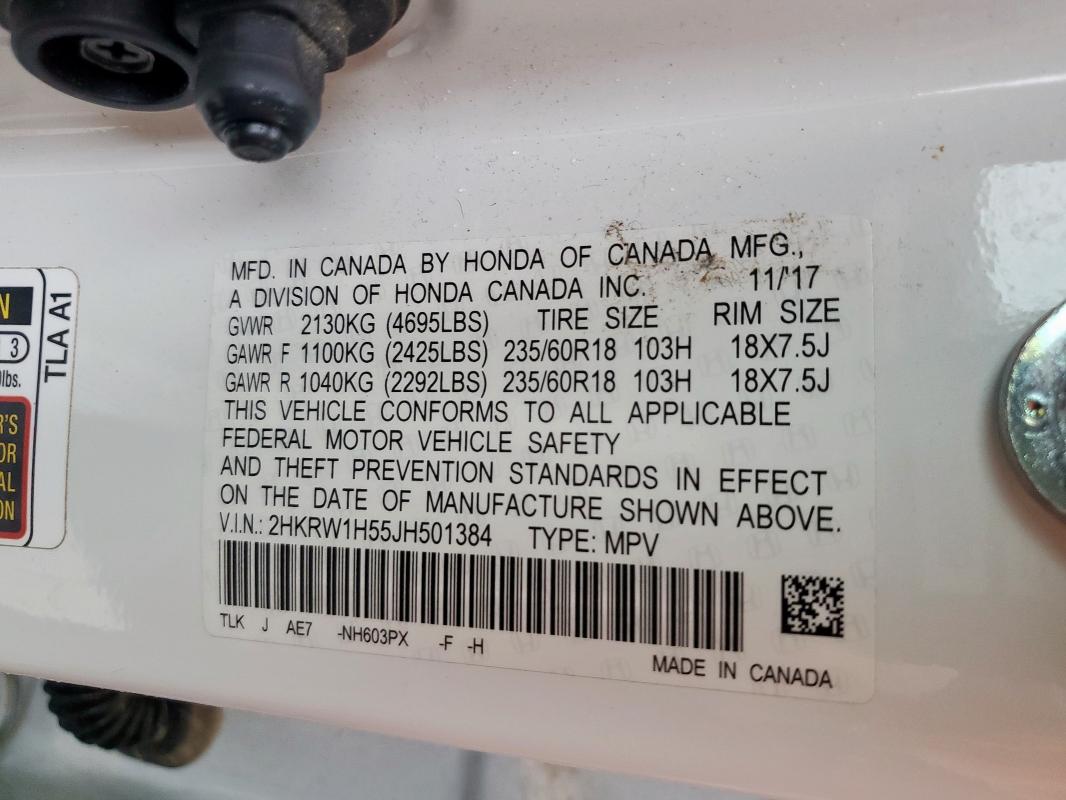 MFD. IN CANADA BY HONDA OF CANADA MFG.,
A DIVISION OF HONDA CANADA INC. 11/'17
GVWR 2130KG (4695LBS) TIRE SIZE RIM SIZE
GAWR F 1100KG (2425LBS) 235/60R18 103H 18X7.5J
GAWR R 1040KG (2292LBS) 235/60R18 103H 18X7.5J
THIS VEHICLE CONFORMS TO ALL APPLICABLE
FEDERAL MOTOR VEHICLE SAFETY
AND THEFT PREVENTION STANDARDS IN EFFECT
ON THE DATE OF MANUFACTURE SHOWN ABOVE.
V.I.N.: 2HKRW1H55JH501384 TYPE: MPV
TLK J AE7 -NH603PX -F -H
MADE IN CANADA
TLA A1
3
lbs.